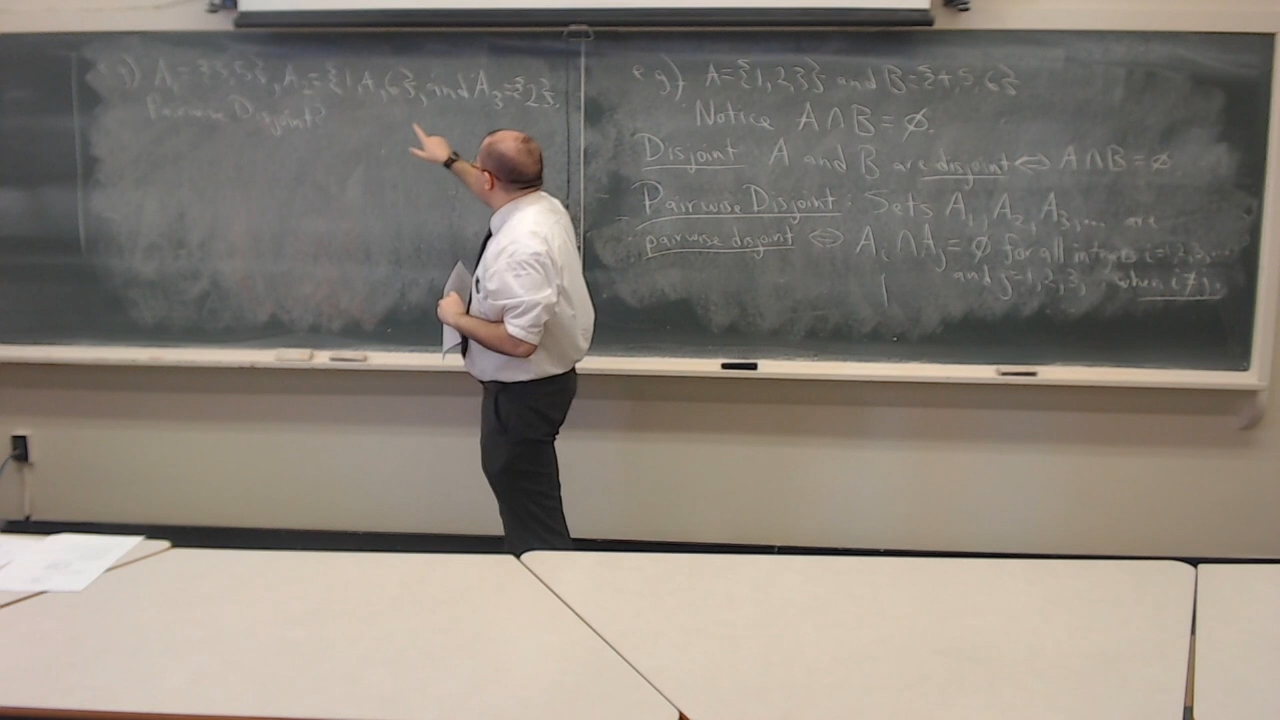 g) A₁={3,5}, A₂={1,4,6}, and A₃={2}.
Pairwise Disjoint?
eg) A={1,2,3} and B={4,5,6}
Notice A∩B=∅.
Disjoint A and B are disjoint ⇔ A∩B=∅
Pairwise Disjoint: Sets A₁, A₂, A₃,... are
pairwise disjoint ⇔ Aᵢ∩Aⱼ=∅ for all integers i=1,2,3,...
and j=1,2,3, when i≠j.